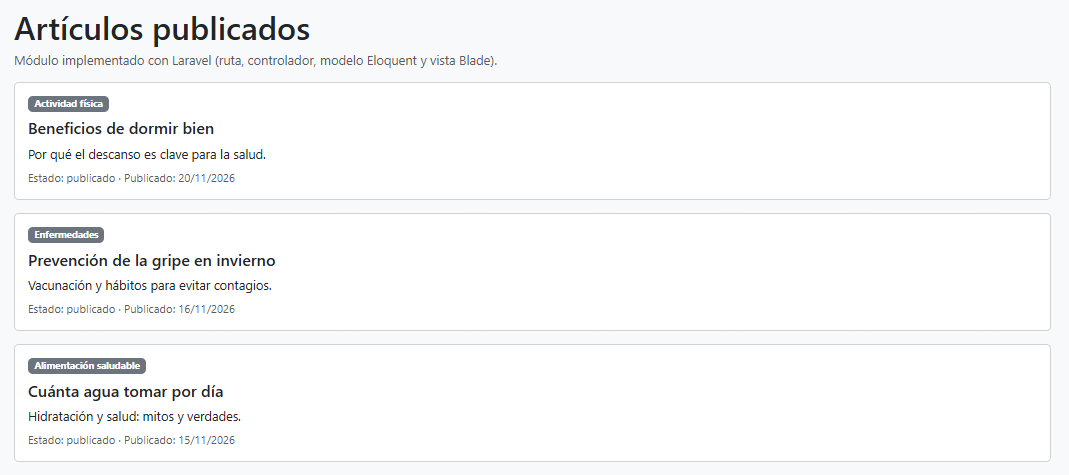 Artículos publicados
Módulo implementado con Laravel (ruta, controlador, modelo Eloquent y vista Blade).
Actividad física
Beneficios de dormir bien
Por qué el descanso es clave para la salud.
Estado: publicado · Publicado: 20/11/2026
Enfermedades
Prevención de la gripe en invierno
Vacunación y hábitos para evitar contagios.
Estado: publicado · Publicado: 16/11/2026
Alimentación saludable
Cuánta agua tomar por día
Hidratación y salud: mitos y verdades.
Estado: publicado · Publicado: 15/11/2026